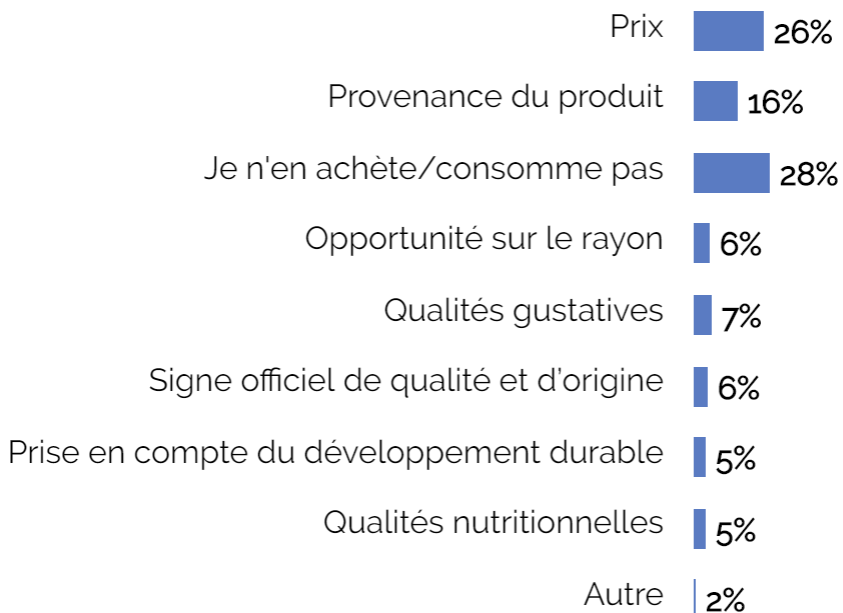 Prix 26%
Provenance du produit 16%
Je n'en achète/consomme pas 28%
Opportunité sur le rayon 6%
Qualités gustatives 7%
Signe officiel de qualité et d’origine 6%
Prise en compte du développement durable 5%
Qualités nutritionnelles 5%
Autre 2%